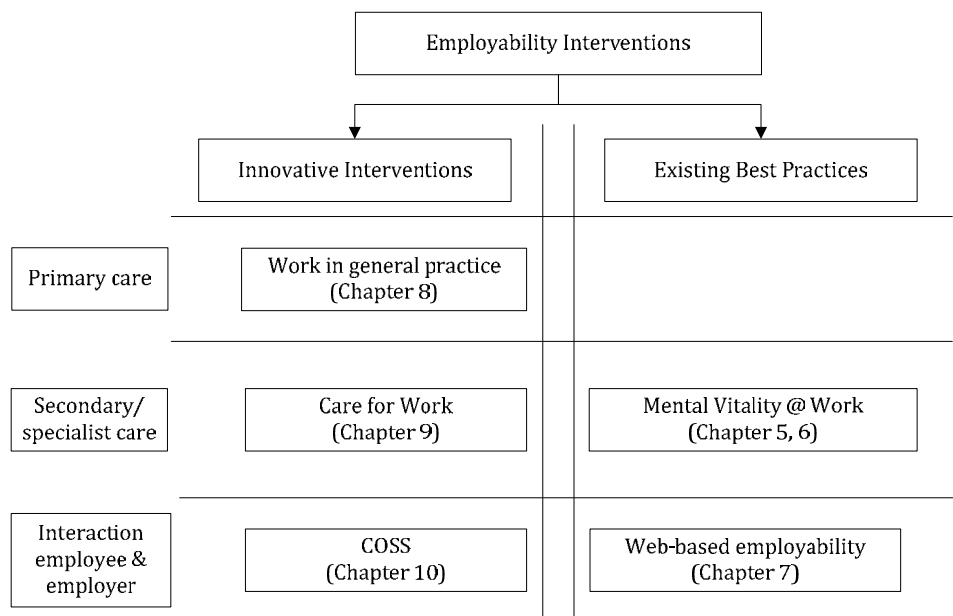 Employability Interventions
Innovative Interventions
Existing Best Practices
Primary care
Work in general practice
(Chapter 8)
Secondary/
specialist care
Care for Work
(Chapter 9)
Mental Vitality @ Work
(Chapter 5, 6)
Interaction
employee &
employer
COSS
(Chapter 10)
Web-based employability
(Chapter 7)